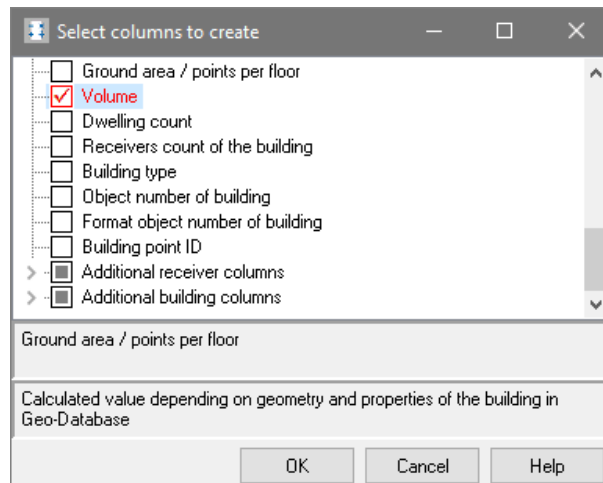 Select columns to create
Ground area / points per floor
Volume
Dwelling count
Receivers count of the building
Building type
Object number of building
Format object number of building
Building point ID
Additional receiver columns
Additional building columns
Ground area / points per floor
Calculated value depending on geometry and properties of the building in
Geo-Database
OK Cancel Help